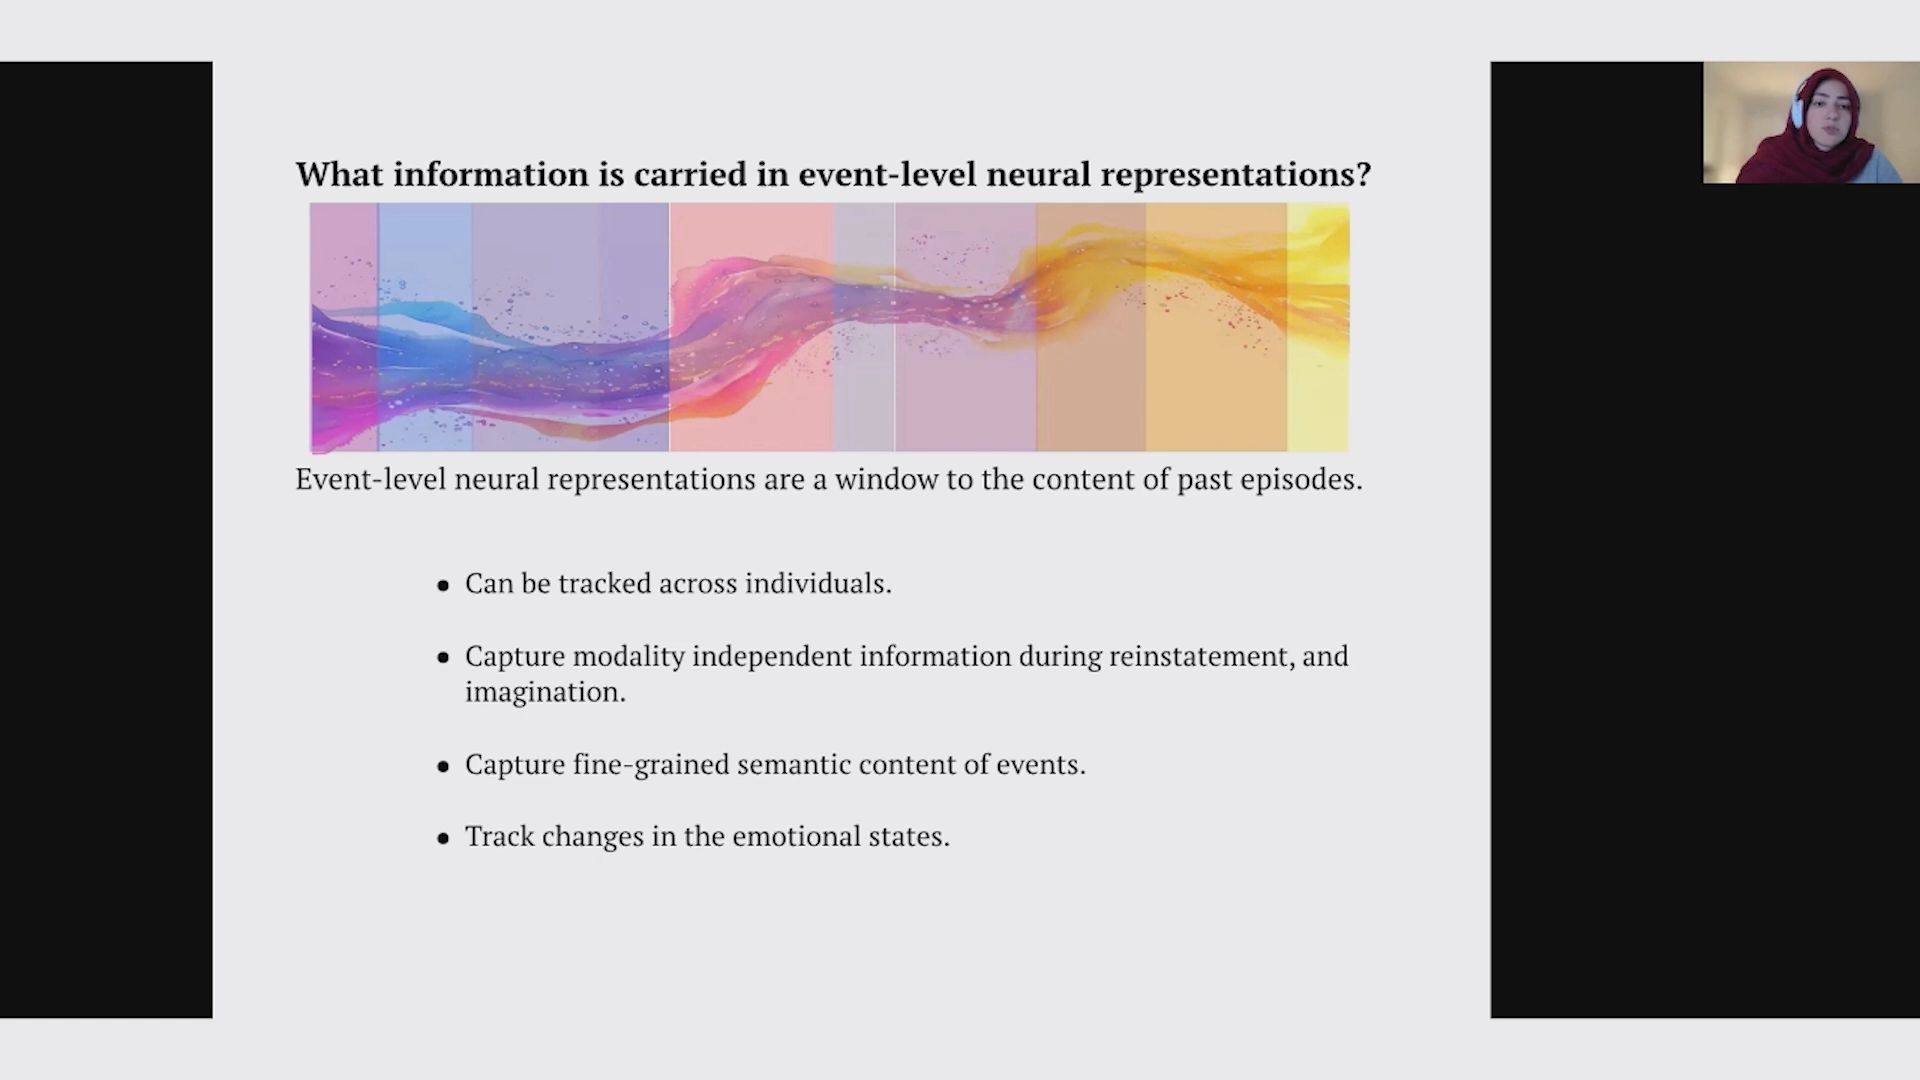 What information is carried in event-level neural representations?
Event-level neural representations are a window to the content of past episodes.
• Can be tracked across individuals.
• Capture modality independent information during reinstatement, and
imagination.
• Capture fine-grained semantic content of events.
• Track changes in the emotional states.